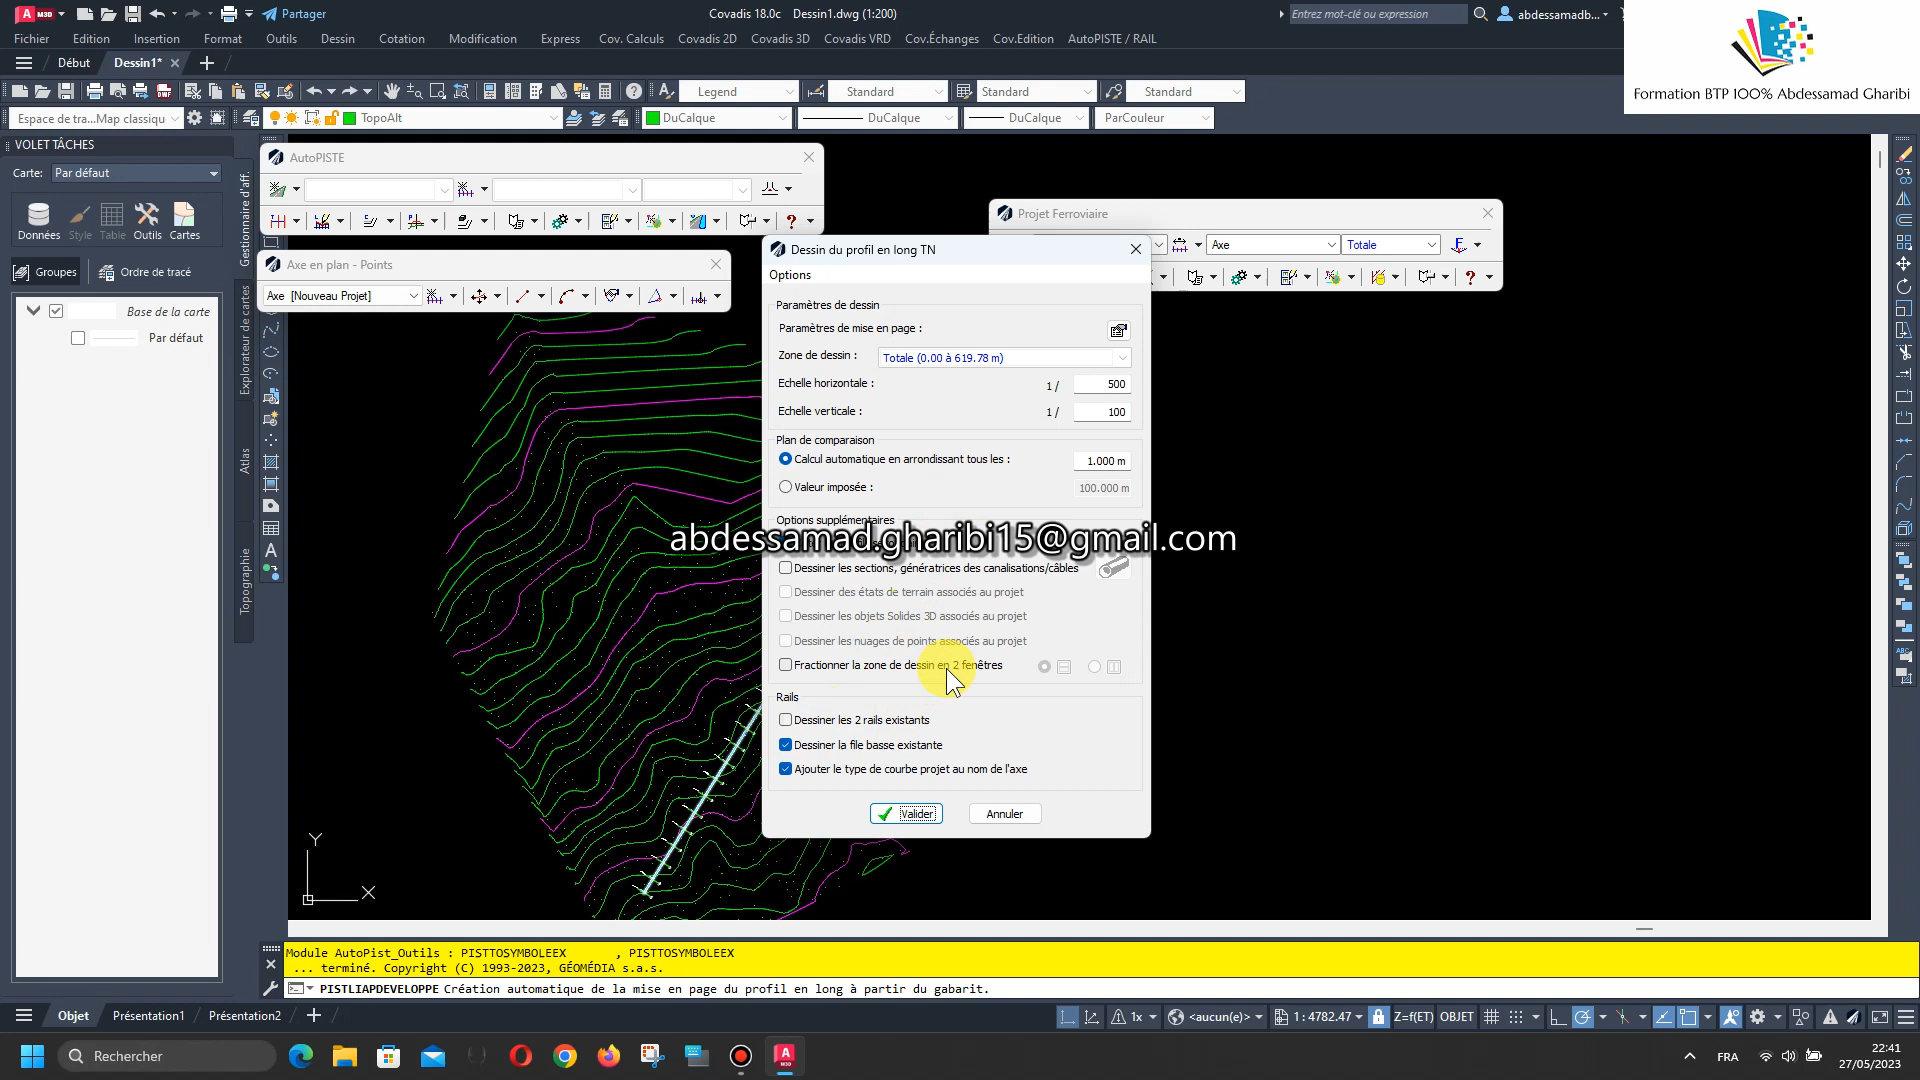 M3D
Partager
Covadis 18.0c    Dessin1.dwg (1:200)
Entrez mot-clé ou expression
abdessamadb...
Fichier
Edition
Insertion
Format
Outils
Dessin
Cotation
Modification
Express
Cov. Calculs
Covadis 2D
Covadis 3D
Covadis VRD
Cov.Échanges
Cov.Edition
AutoPISTE / RAIL
Formation BTP 100% Abdessamad Gharibi
Début
Dessin1*
Legend
Standard
Standard
Standard
Espace de tra...Map classiqu
TopoAlt
DuCalque
DuCalque
DuCalque
ParCouleur
VOLET TÂCHES
Carte:
Par défaut
Données
Style
Table
Outils
Cartes
Groupes
Ordre de tracé
Base de la carte
Par défaut
Gestionnaire d'aff.
Explorateur de cartes
Atlas
Topographie
AutoPISTE
Axe en plan - Points
Axe  [Nouveau Projet]
Projet Ferroviaire
Axe
Totale
Dessin du profil en long TN
Options
Paramètres de dessin
Paramètres de mise en page :
Zone de dessin :
Totale (0.00 à 619.78 m)
Echelle horizontale :
1 /
500
Echelle verticale :
1 /
100
Plan de comparaison
Calcul automatique en arrondissant tous les :
1.000 m
Valeur imposée :
100.000 m
Options supplémentaires
abdessamad.gharibi15@gmail.com
Dessiner les sections, génératrices des canalisations/câbles
Dessiner des états de terrain associés au projet
Dessiner les objets Solides 3D associés au projet
Dessiner les nuages de points associés au projet
Fractionner la zone de dessin en 2 fenêtres
Rails
Dessiner les 2 rails existants
Dessiner la file basse existante
Ajouter le type de courbe projet au nom de l'axe
Valider
Annuler
Y
X
Module AutoPist_Outils : PISTTOSYMBOLEEX      , PISTTOSYMBOLEEX
... terminé. Copyright (C) 1993-2023, GÉOMÉDIA s.a.s.
PISTLIAPDEVELOPPE Création automatique de la mise en page du profil en long à partir du gabarit.
Objet
Présentation1
Présentation2
1x
<aucun(e)>
1 : 4782.47
Z=f(ET)
OBJET
Rechercher
FRA
22:41
27/05/2023